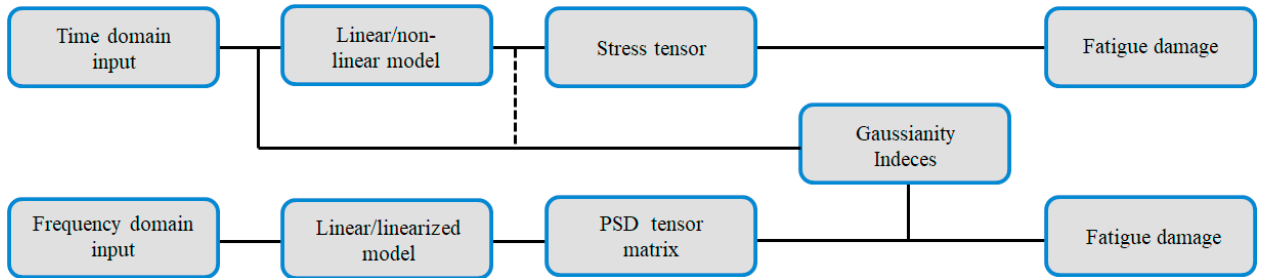 Time domain
input
Linear/non-
linear model
Stress tensor
Fatigue damage
Gaussianity
Indeces
Frequency domain
input
Linear/linearized
model
PSD tensor
matrix
Fatigue damage